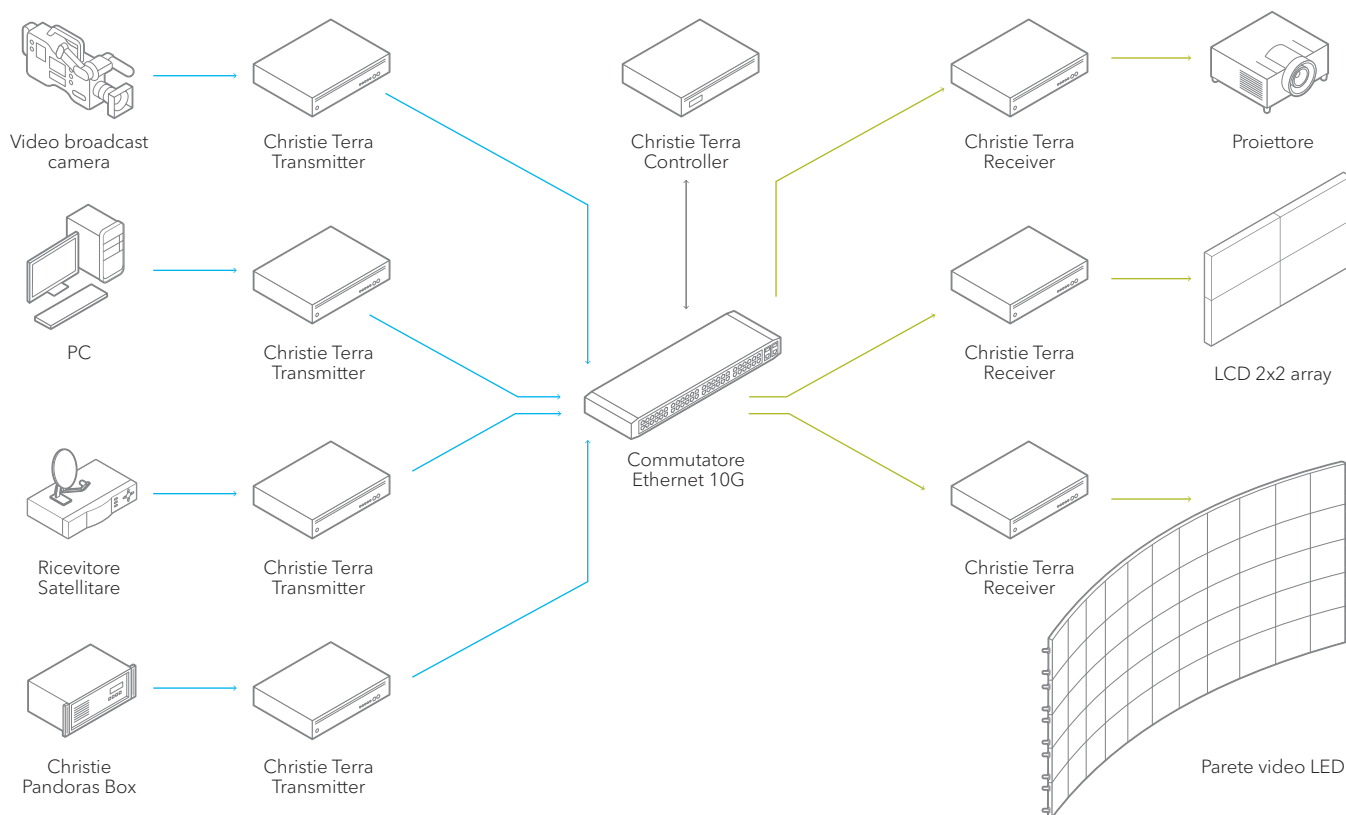 Video broadcast
camera
Christie Terra
Transmitter
Christie Terra
Controller
Christie Terra
Receiver
Proiettore
PC
Christie Terra
Transmitter
Christie Terra
Receiver
LCD 2x2 array
Commutatore
Ethernet 10G
Ricevitore
Satellitare
Christie Terra
Transmitter
Christie Terra
Receiver
Christie
Pandoras Box
Christie Terra
Transmitter
Parete video LED